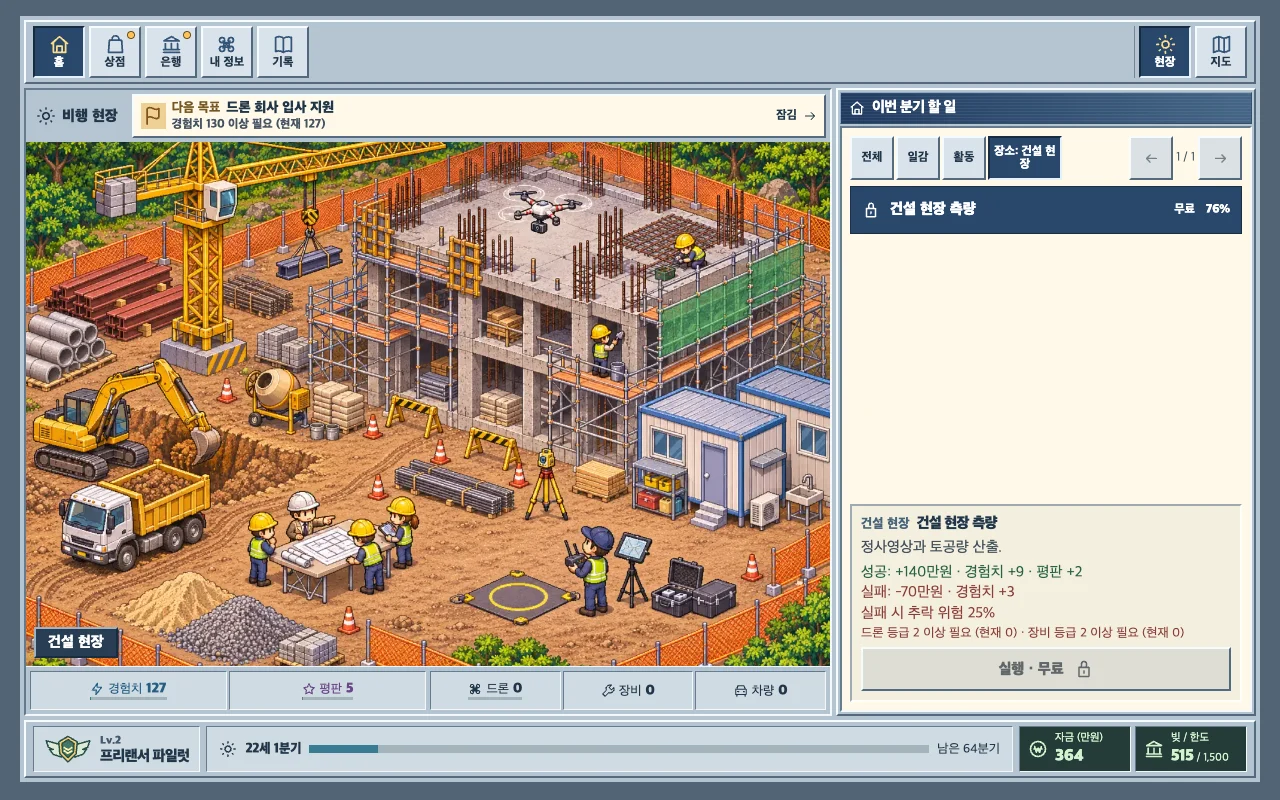 홈
상점
은행
내 정보
기록
현장
지도
비행 현장
다음 목표 드론 회사 입사 지원
경험치 130 이상 필요 (현재 127)
잠김 →
이번 분기 할 일
전체
일감
활동
장소: 건설 현
장
←
1 / 1
→
건설 현장 측량
무료 76%
건설 현장
건설 현장 건설 현장 측량
정사영상과 토공량 산출.
성공: +140만원 · 경험치 +9 · 평판 +2
실패: -70만원 · 경험치 +3
실패 시 추락 위험 25%
드론 등급 2 이상 필요 (현재 0) · 장비 등급 2 이상 필요 (현재 0)
실행 · 무료
경험치 127
평판 5
드론 0
장비 0
차량 0
Lv.2
프리랜서 파일럿
22세 1분기
남은 64분기
자금 (만원)
364
빚 / 한도
515 / 1,500